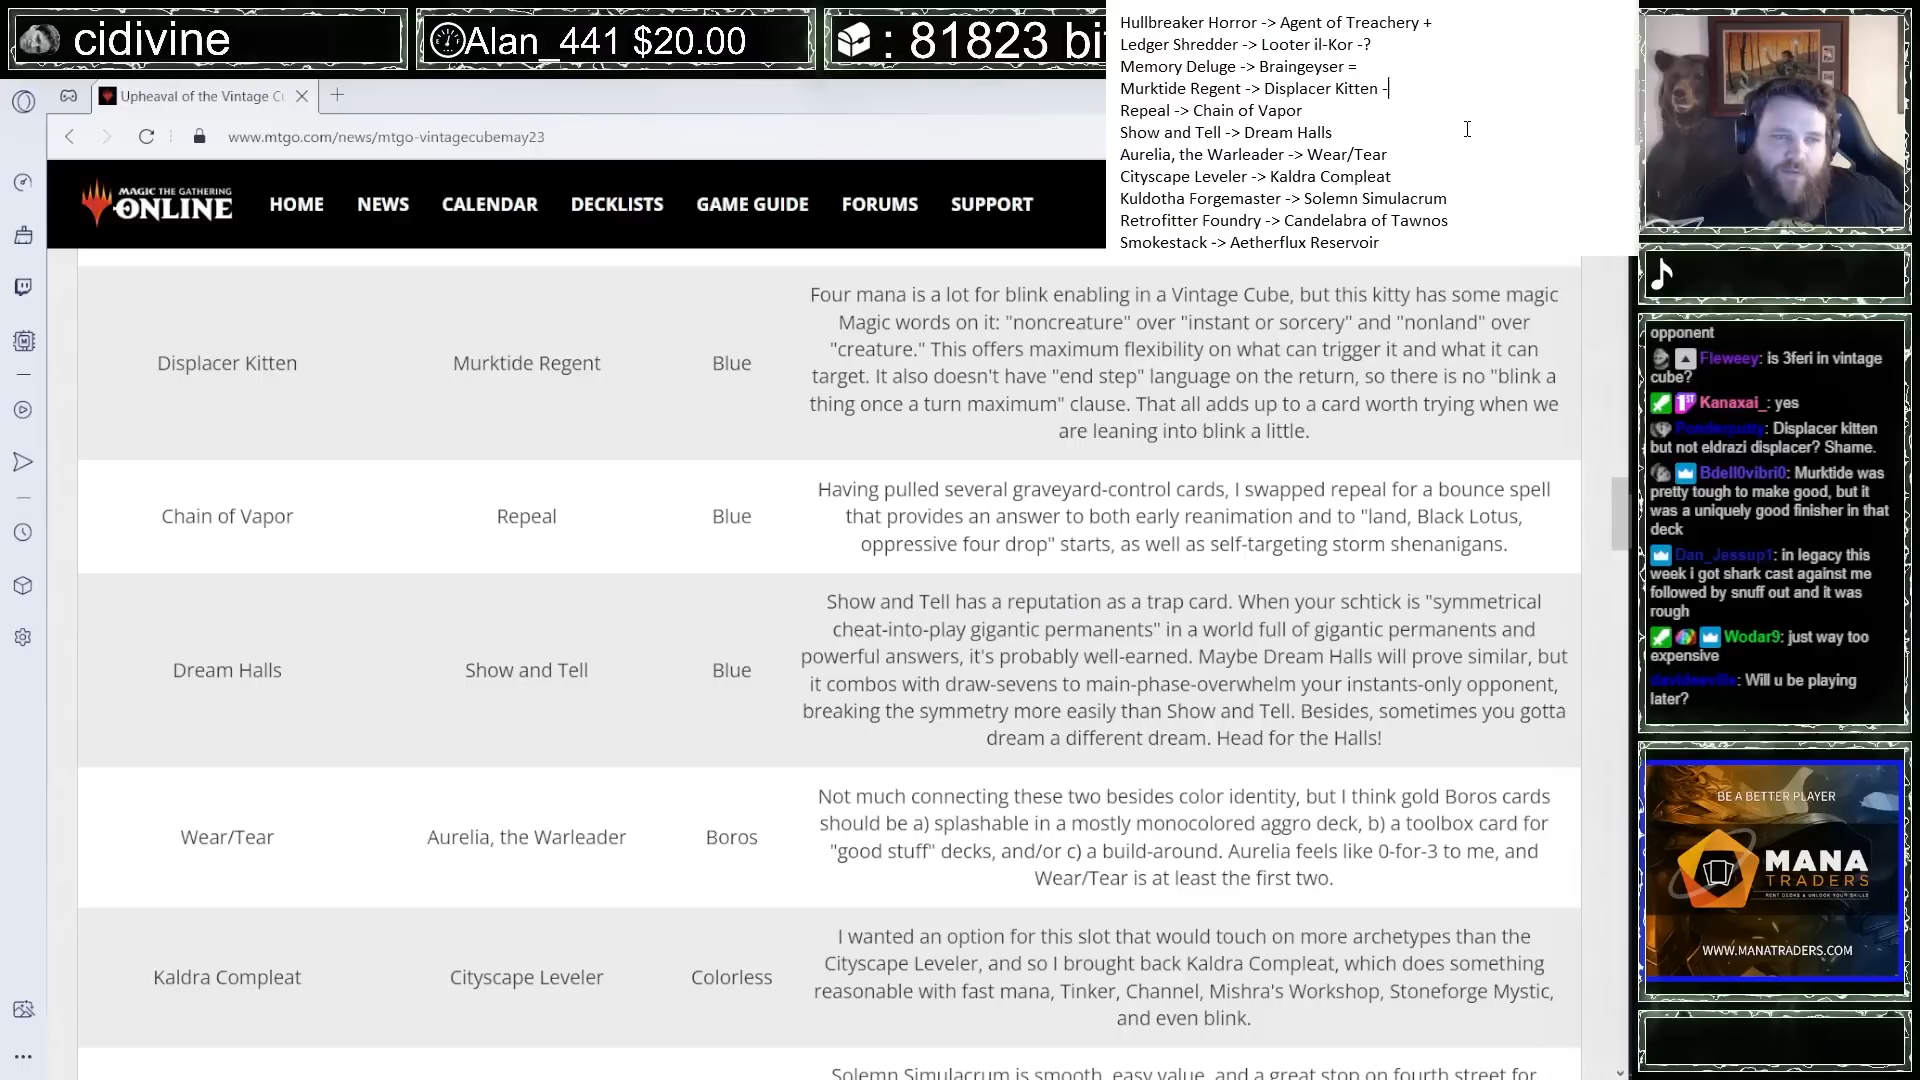 cidivine
Alan_441 $20.00
: 81823 bi
Hullbreaker Horror -> Agent of Treachery +
Ledger Shredder -> Looter il-Kor -?
Memory Deluge -> Braingeyser =
Murktide Regent -> Displacer Kitten -
Repeal -> Chain of Vapor
Show and Tell -> Dream Halls
Aurelia, the Warleader -> Wear/Tear
Cityscape Leveler -> Kaldra Compleat
Kuldotha Forgemaster -> Solemn Simulacrum
Retrofitter Foundry -> Candelabra of Tawnos
Smokestack -> Aetherflux Reservoir
Upheaval of the Vintage Cu
www.mtgo.com/news/mtgo-vintagecubemay23
MAGIC THE GATHERING
ONLINE
HOME NEWS CALENDAR DECKLISTS GAME GUIDE FORUMS SUPPORT
Displacer Kitten
Murktide Regent
Blue
Four mana is a lot for blink enabling in a Vintage Cube, but this kitty has some magic
Magic words on it: "noncreature" over "instant or sorcery" and "nonland" over
"creature." This offers maximum flexibility on what can trigger it and what it can
target. It also doesn't have "end step" language on the return, so there is no "blink a
thing once a turn maximum" clause. That all adds up to a card worth trying when we
are leaning into blink a little.
Chain of Vapor
Repeal
Blue
Having pulled several graveyard-control cards, I swapped repeal for a bounce spell
that provides an answer to both early reanimation and to "land, Black Lotus,
oppressive four drop" starts, as well as self-targeting storm shenanigans.
Dream Halls
Show and Tell
Blue
Show and Tell has a reputation as a trap card. When your schtick is "symmetrical
cheat-into-play gigantic permanents" in a world full of gigantic permanents and
powerful answers, it's probably well-earned. Maybe Dream Halls will prove similar, but
it combos with draw-sevens to main-phase-overwhelm your instants-only opponent,
breaking the symmetry more easily than Show and Tell. Besides, sometimes you gotta
dream a different dream. Head for the Halls!
Wear/Tear
Aurelia, the Warleader
Boros
Not much connecting these two besides color identity, but I think gold Boros cards
should be a) splashable in a mostly monocolored aggro deck, b) a toolbox card for
"good stuff" decks, and/or c) a build-around. Aurelia feels like 0-for-3 to me, and
Wear/Tear is at least the first two.
Kaldra Compleat
Cityscape Leveler
Colorless
I wanted an option for this slot that would touch on more archetypes than the
Cityscape Leveler, and so I brought back Kaldra Compleat, which does something
reasonable with fast mana, Tinker, Channel, Mishra's Workshop, Stoneforge Mystic,
and even blink.
Solemn Simulacrum is smooth, easy value, and a great stop on fourth street for
opponent
Fleweey: is 3feri in vintage
cube?
1ST Kanaxai_: yes
Ponderputty: Displacer kitten
but not eldrazi displacer? Shame.
Bdell0vibri0: Murktide was
pretty tough to make good, but it
was a uniquely good finisher in that
deck
Dan_Jessup1: in legacy this
week i got shark cast against me
followed by snuff out and it was
rough
Wodar9: just way too
expensive
: Will u be playing
later?
BE A BETTER PLAYER
MANA
TRADERS
RENT DECKS & UNLOCK YOUR SKILLS
WWW.MANATRADERS.COM